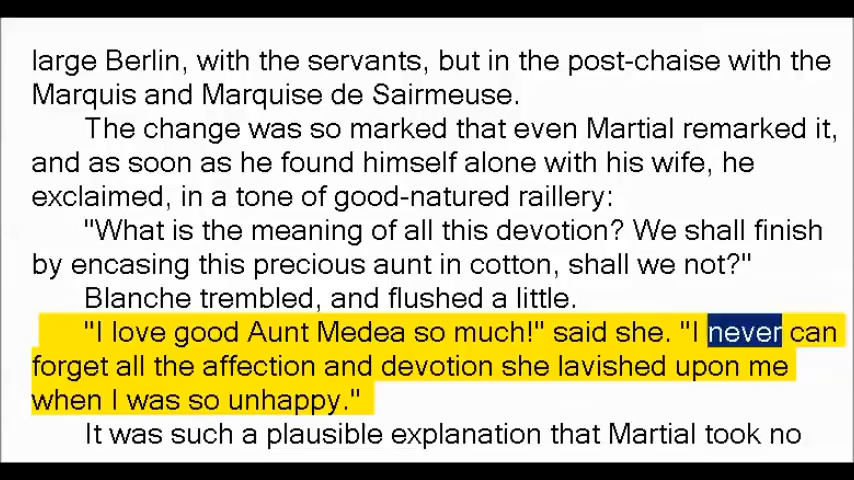 large Berlin, with the servants, but in the post-chaise with the
Marquis and Marquise de Sairmeuse.
The change was so marked that even Martial remarked it,
and as soon as he found himself alone with his wife, he
exclaimed, in a tone of good-natured raillery:
"What is the meaning of all this devotion? We shall finish
by encasing this precious aunt in cotton, shall we not?"
Blanche trembled, and flushed a little.
"I love good Aunt Medea so much!" said she. "I never can
forget all the affection and devotion she lavished upon me
when I was so unhappy."
It was such a plausible explanation that Martial took no